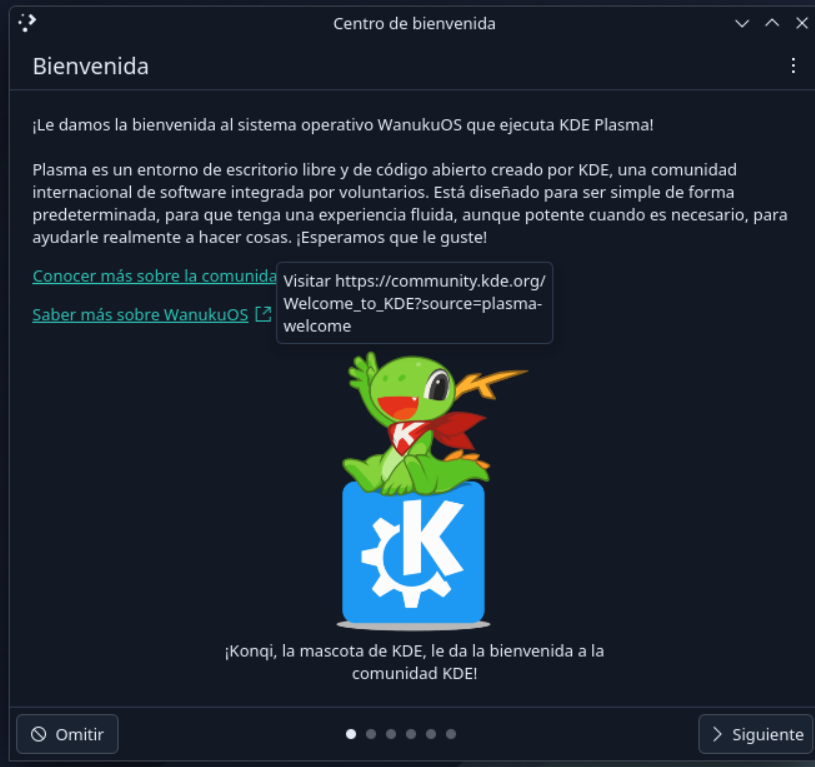 Centro de bienvenida
Bienvenida
¡Le damos la bienvenida al sistema operativo WanukuOS que ejecuta KDE Plasma!
Plasma es un entorno de escritorio libre y de código abierto creado por KDE, una comunidad
internacional de software integrada por voluntarios. Está diseñado para ser simple de forma
predeterminada, para que tenga una experiencia fluida, aunque potente cuando es necesario, para
ayudarle realmente a hacer cosas. ¡Esperamos que le guste!
Conocer más sobre la comunida
Visitar https://community.kde.org/
Welcome_to_KDE?source=plasma-
welcome
Saber más sobre WanukuOS
K
K
¡Konqi, la mascota de KDE, le da la bienvenida a la
comunidad KDE!
Omitir
Siguiente